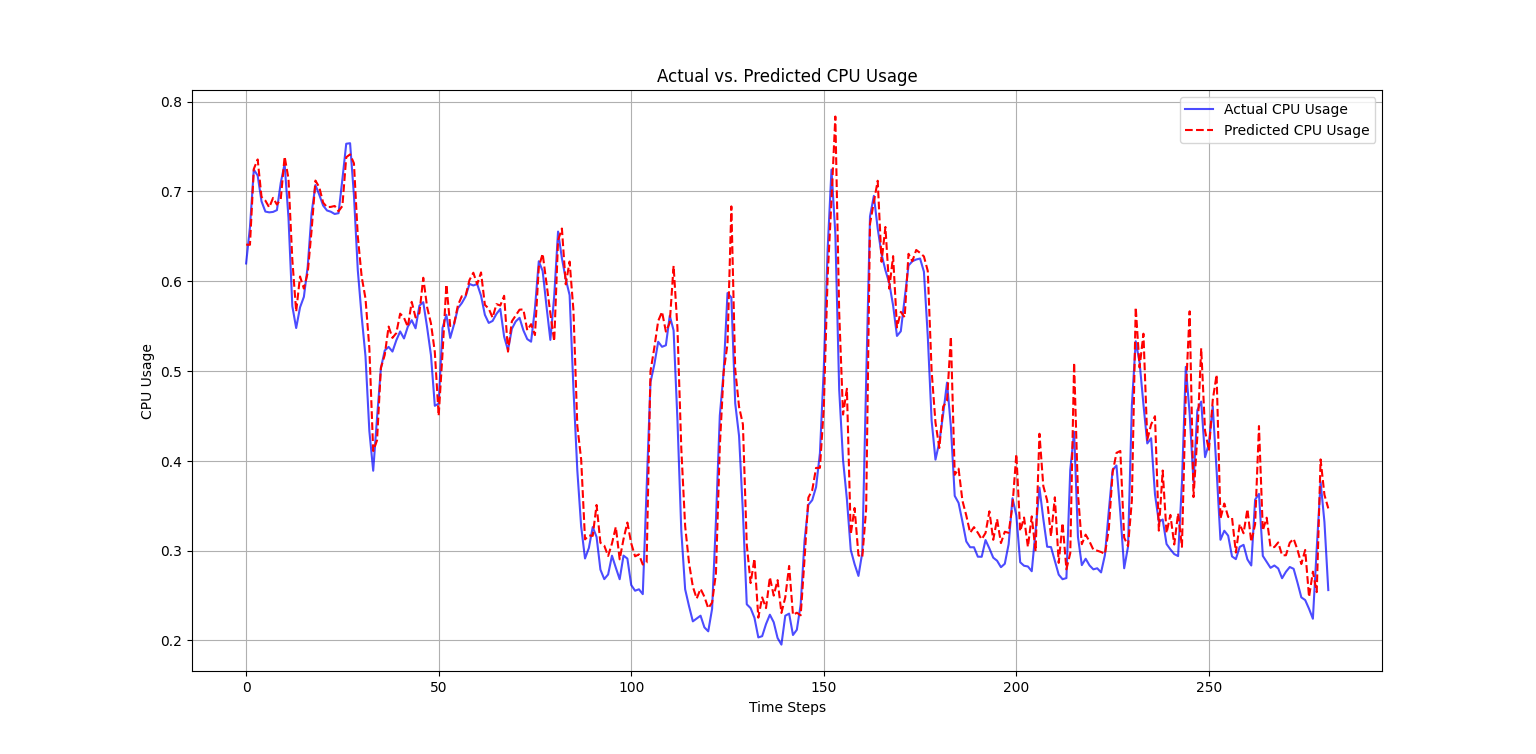 Actual vs. Predicted CPU Usage
Actual CPU Usage
Predicted CPU Usage
0.8
0.7
0.6
0.5
0.4
0.3
0.2
CPU Usage
0 50 100 150 200 250
Time Steps